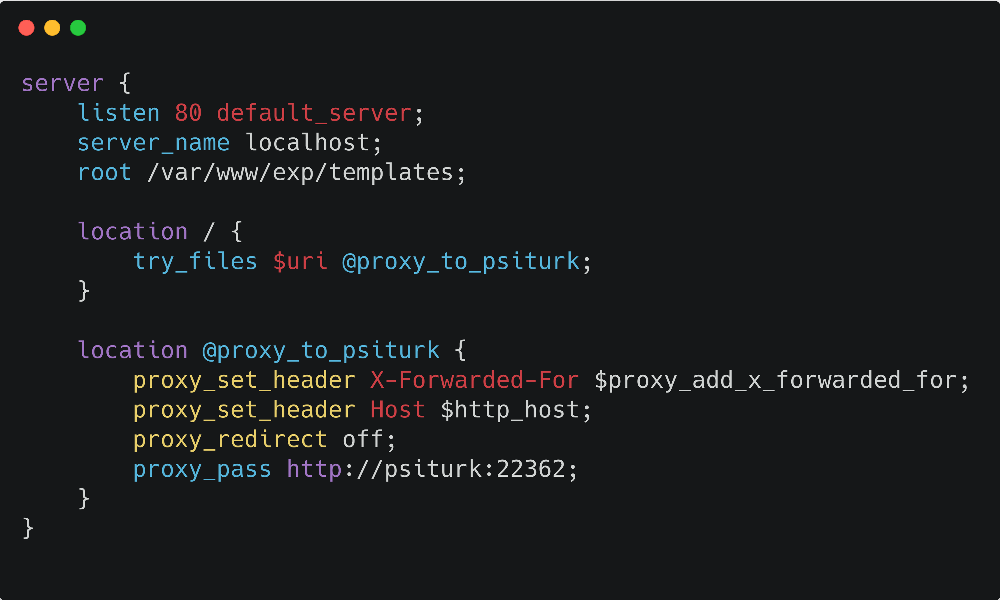 server {
    listen 80 default_server;
    server_name localhost;
    root /var/www/exp/templates;

    location / {
        try_files $uri @proxy_to_psiturk;
    }

    location @proxy_to_psiturk {
        proxy_set_header X-Forwarded-For $proxy_add_x_forwarded_for;
        proxy_set_header Host $http_host;
        proxy_redirect off;
        proxy_pass http://psiturk:22362;
    }
}